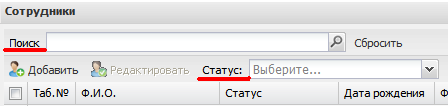 Сотрудники
Поиск Сбросить
Добавить Редактировать Статус: Выберите...
Таб.№ Ф.И.О. Статус Дата рождения